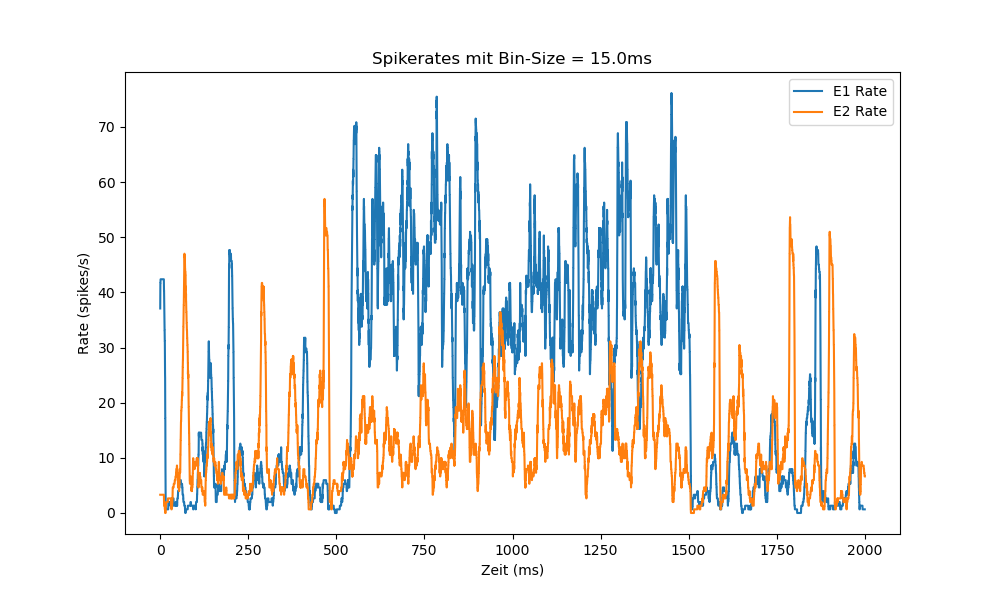 Spikerates mit Bin-Size = 15.0ms
E1 Rate
E2 Rate
Rate (spikes/s)
70
60
50
40
30
20
10
0
0 250 500 750 1000 1250 1500 1750 2000
Zeit (ms)